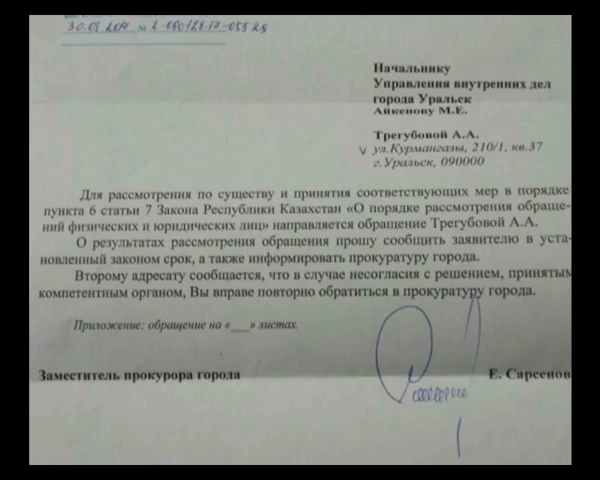 30.05.2017 № 2-050128-17-05528
Начальнику
Управления внутренних дел
города Уральск
Айкенову М.Е.
Трегубовой А.А.
ул.Курмангазы, 210/1, кв.37
г.Уральск, 090000
Для рассмотрения по существу и принятия соответствующих мер в порядке
пункта 6 статьи 7 Закона Республики Казахстан «О порядке рассмотрения обраще-
ний физических и юридических лиц» направляется обращение Трегубовой А.А.
О результатах рассмотрения обращения прошу сообщить заявителю в уста-
новленный законом срок, а также информировать прокуратуру города.
Второму адресату сообщается, что в случае несогласия с решением, принятым
компетентным органом, Вы вправе повторно обратиться в прокуратуру города.
Приложение: обращение на «___» листах.
Заместитель прокурора города Е. Сарсенов